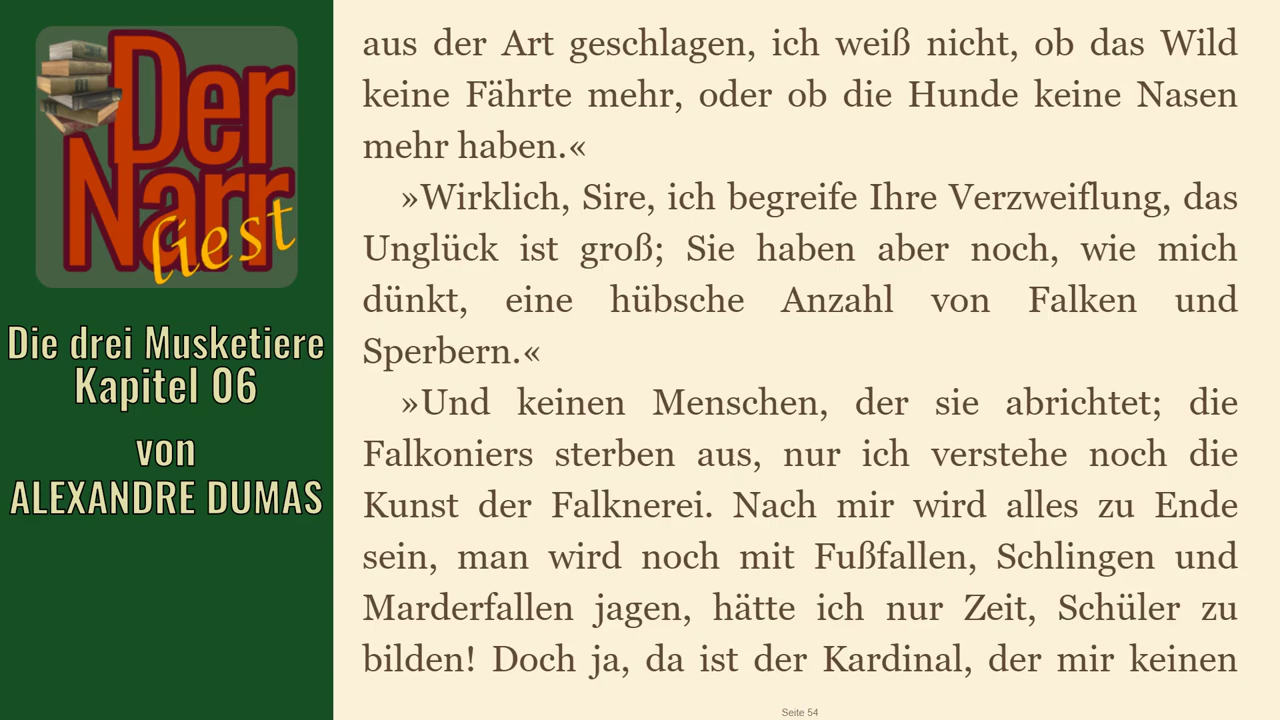 Der
Narr
liest
Die drei Musketiere
Kapitel 06
von
ALEXANDRE DUMAS
aus der Art geschlagen, ich weiß nicht, ob das Wild
keine Fährte mehr, oder ob die Hunde keine Nasen
mehr haben.«
»Wirklich, Sire, ich begreife Ihre Verzweiflung, das
Unglück ist groß; Sie haben aber noch, wie mich
dünkt, eine hübsche Anzahl von Falken und
Sperbern.«
»Und keinen Menschen, der sie abrichtet; die
Falkoniers sterben aus, nur ich verstehe noch die
Kunst der Falknerei. Nach mir wird alles zu Ende
sein, man wird noch mit Fußfallen, Schlingen und
Marderfallen jagen, hätte ich nur Zeit, Schüler zu
bilden! Doch ja, da ist der Kardinal, der mir keinen
Seite 54